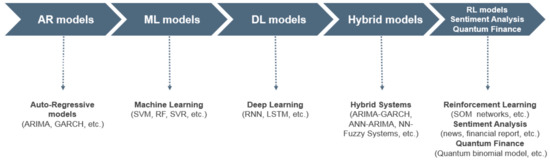 AR models
ML models
DL models
Hybrid models
RL models
Sentiment Analysis
Quantum Finance
Auto-Regressive
models
(ARIMA, GARCH, etc.)
Machine Learning
(SVM, RF, SVR, etc.)
Deep Learning
(RNN, LSTM, etc.)
Hybrid Systems
(ARIMA-GARCH,
ANN-ARIMA, NN-
Fuzzy Systems, etc.)
Reinforcement Learning
(SOM networks, etc.)
Sentiment Analysis
(news, financial report, etc.)
Quantum Finance
(Quantum binomial model, etc.)